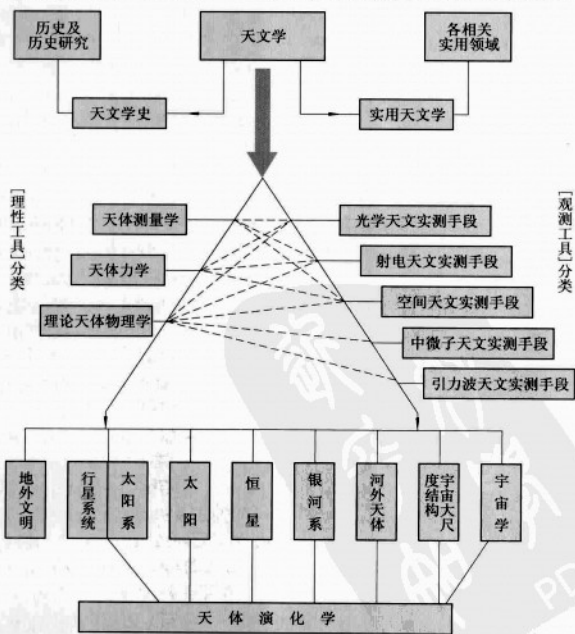 历史及
历史研究
天文学
各相关
实用领域
天文学史
实用天文学
[理性工具]分类
[观测工具]分类
天体测量学
光学天文实测手段
天体力学
射电天文实测手段
空间天文实测手段
理论天体物理学
中微子天文实测手段
引力波天文实测手段
地外文明
行星系统
太阳系
太阳
恒星
银河系
河外天体
宇宙大尺
度结构
宇宙学
天体演化学
PD